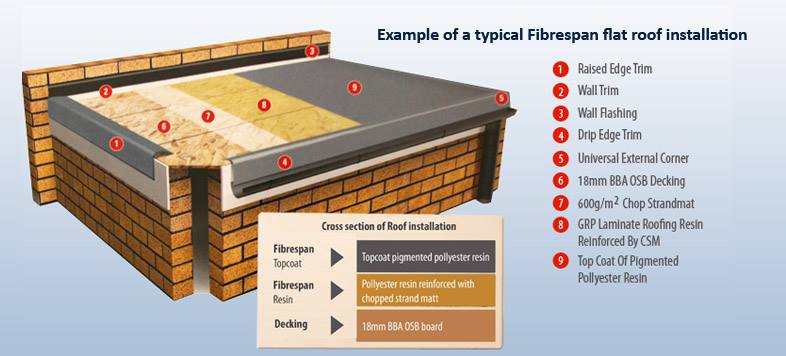 Example of a typical Fibrespan flat roof installation
1 Raised Edge Trim
2 Wall Trim
3 Wall Flashing
4 Drip Edge Trim
5 Universal External Corner
6 18mm BBA OSB Decking
7 600g/m² Chop Strandmat
8 GRP Laminate Roofing Resin
Reinforced By CSM
9 Top Coat Of Pigmented
Pollyester Resin
3
2
9
5
8
7
6
1
4
Cross section of Roof installation
Fibrespan
Topcoat
Topcoat pigmented pollyester resin
Fibrespan
Resin
Pollyester resin reinforced with
chopped strand matt
Decking
18mm BBA OSB board